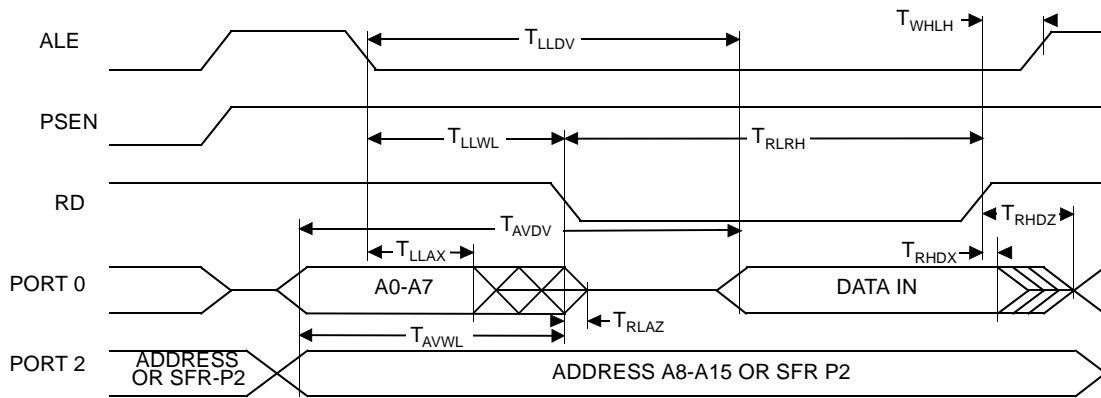 ALE
T_LLDV
T_WHLH
PSEN
T_LLWL
T_RLRH
RD
T_AVDV
T_RHDZ
T_LLAX
T_RHDX
PORT 0
A0-A7
DATA IN
T_RLAZ
T_AVWL
PORT 2
ADDRESS
OR SFR-P2
ADDRESS A8-A15 OR SFR P2